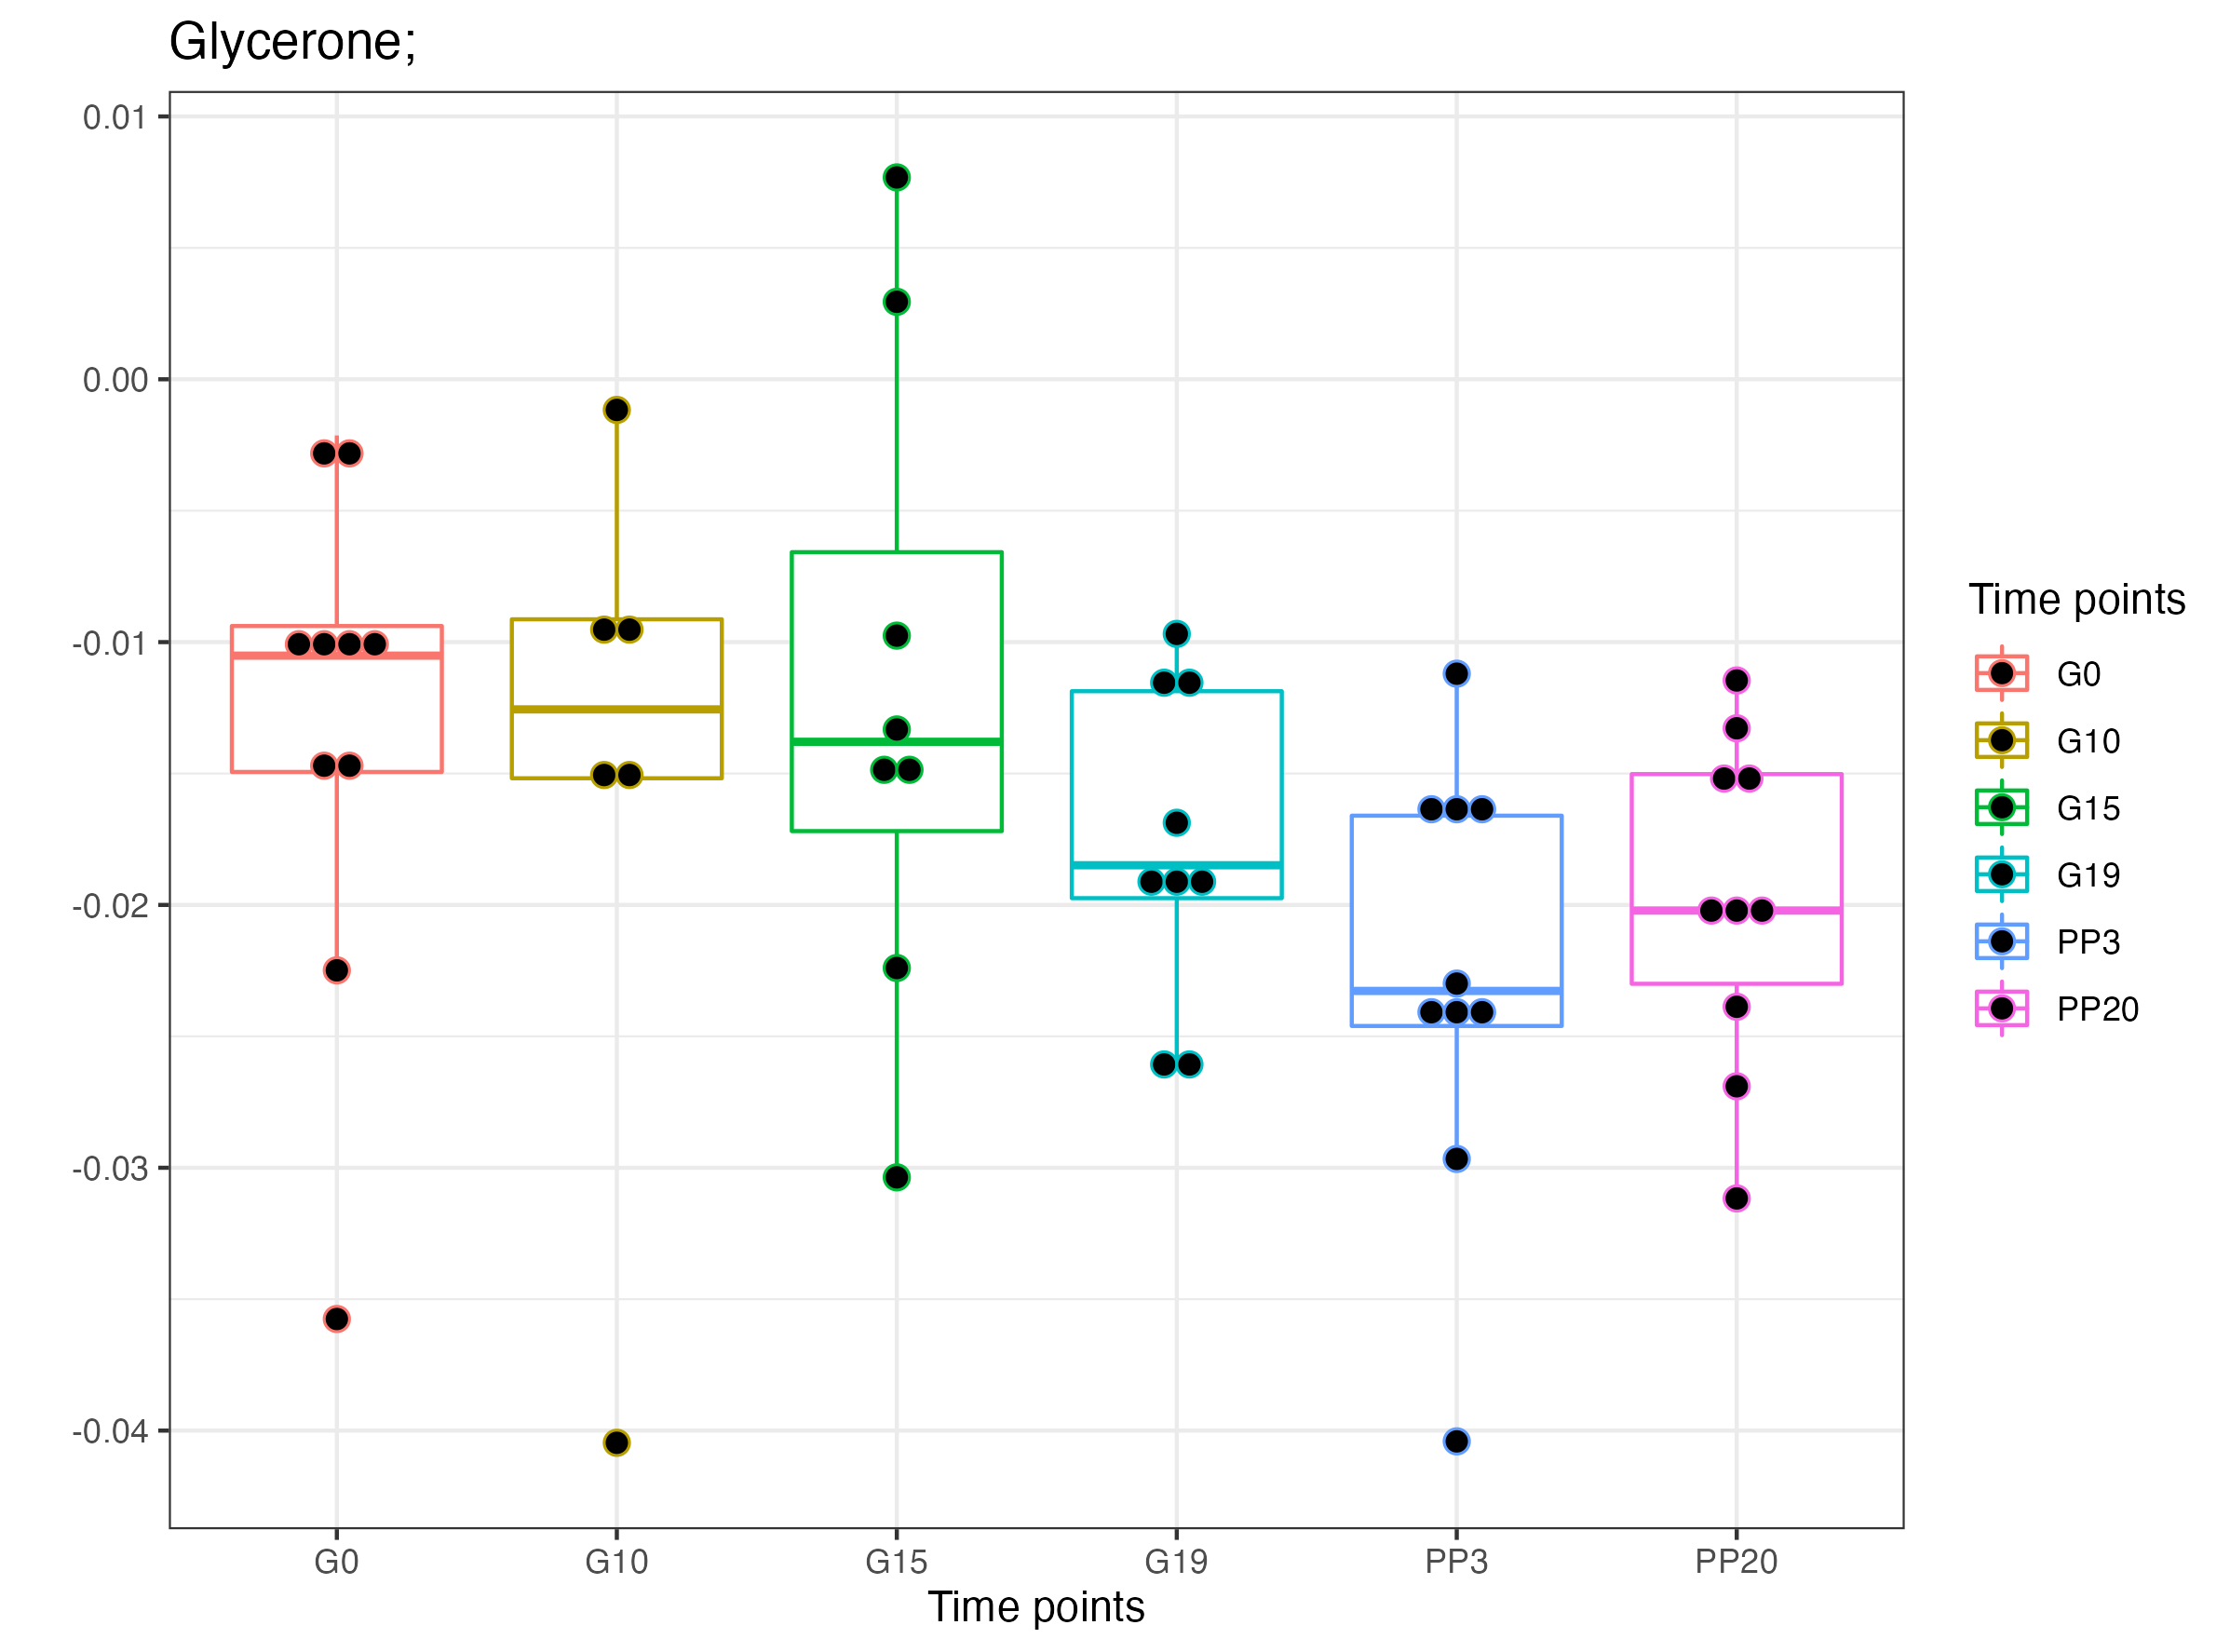 Glycerone;
0.01
0.00
-0.01
-0.02
-0.03
-0.04
G0 G10 G15 G19 PP3 PP20
Time points
Time points
G0
G10
G15
G19
PP3
PP20